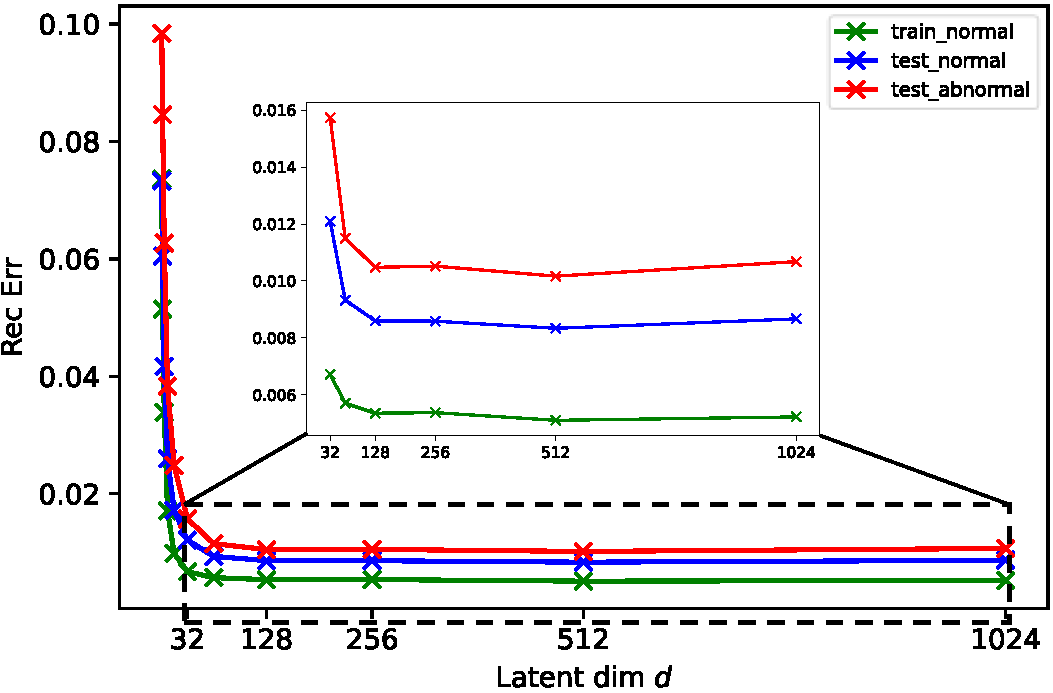 0.10
0.08
0.06
0.04
0.02
Rec Err
train_normal
test_normal
test_abnormal
0.016
0.014
0.012
0.010
0.008
0.006
32 128 256 512 1024
32 128 256 512 1024
Latent dim d